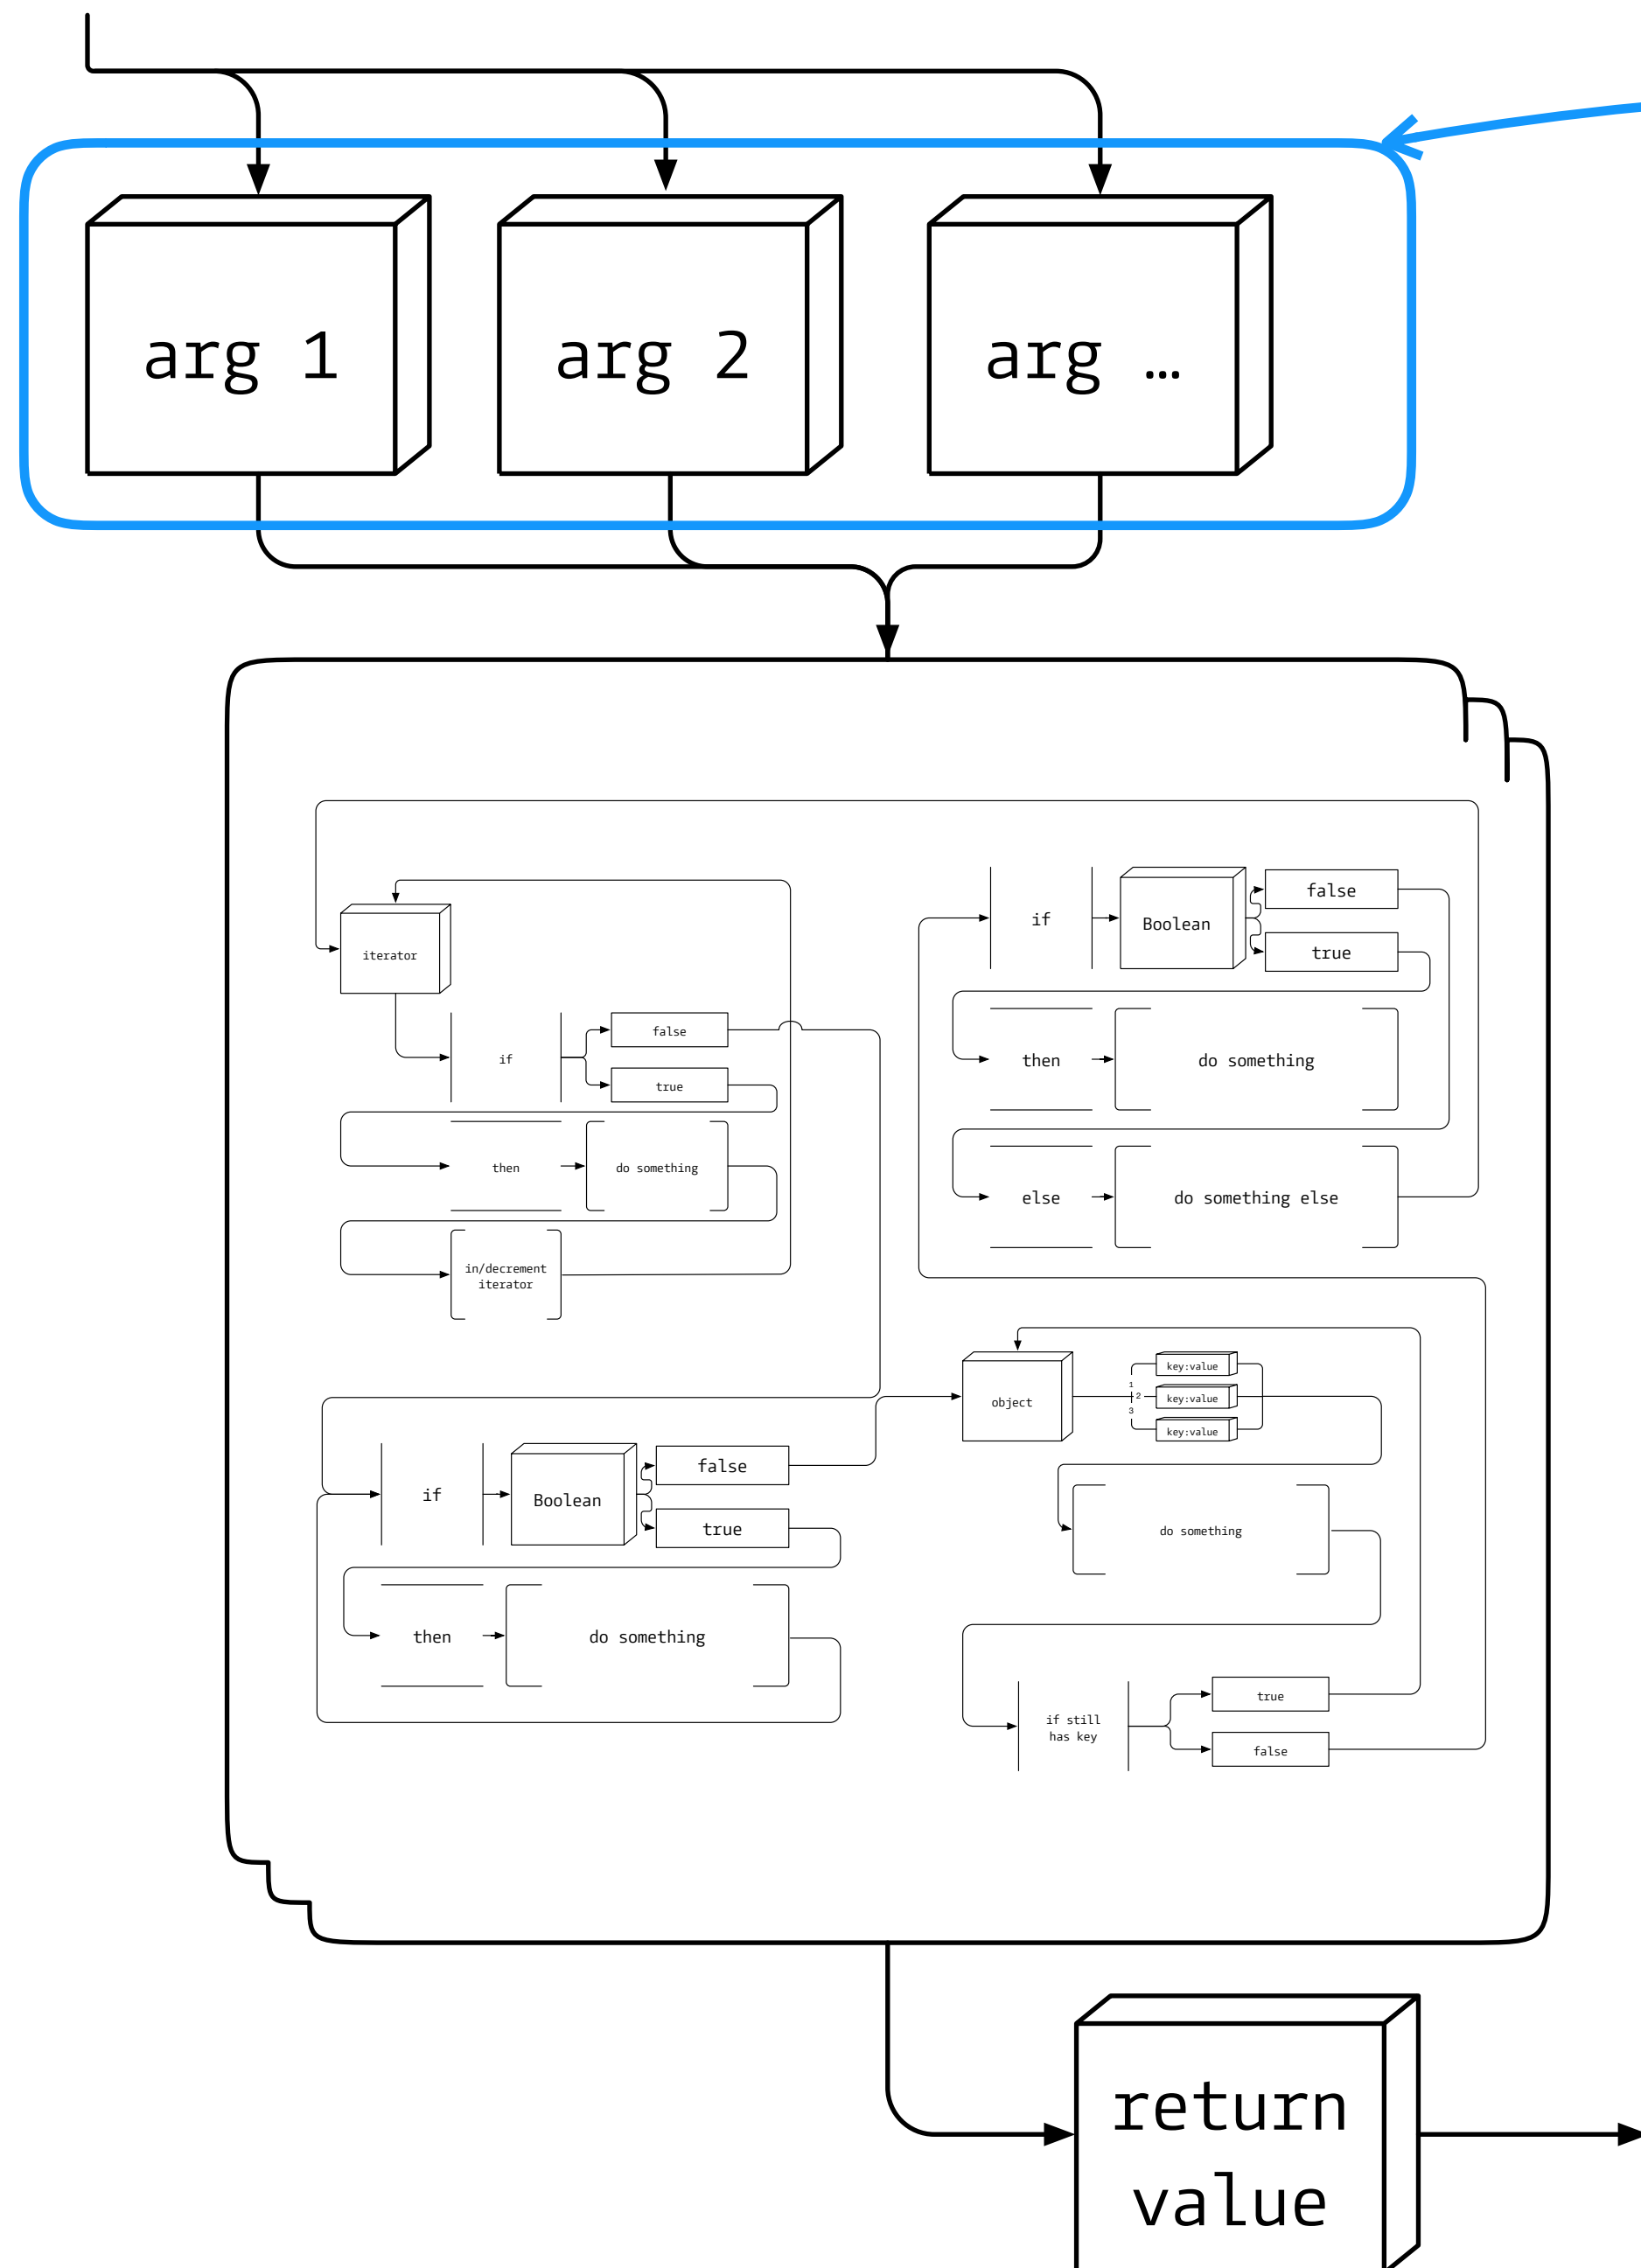 arg 1
arg 2
arg …
iterator
if
false
true
then
do something
in/decrement
iterator
if
Boolean
false
true
then
do something
else
do something else
if
Boolean
false
true
then
do something
object
1
2
3
key:value
key:value
key:value
do something
if still
has key
true
false
return
value